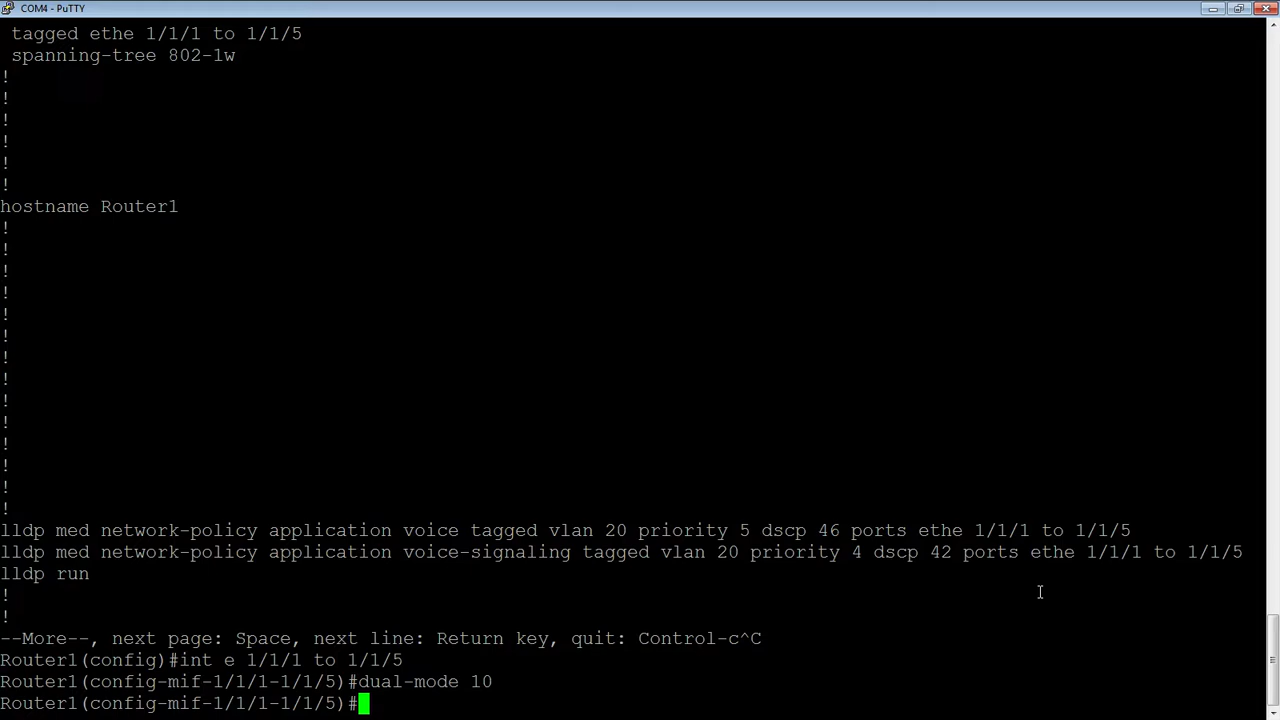 COM4 - PuTTY
tagged ethe 1/1/1 to 1/1/5
spanning-tree 802-1w
!
!
!
!
!
!
hostname Router1
!
!
!
!
!
!
!
!
!
!
!
!
!
!
lldp med network-policy application voice tagged vlan 20 priority 5 dscp 46 ports ethe 1/1/1 to 1/1/5
lldp med network-policy application voice-signaling tagged vlan 20 priority 4 dscp 42 ports ethe 1/1/1 to 1/1/5
lldp run
!
!
--More--, next page: Space, next line: Return key, quit: Control-c^C
Router1(config)#int e 1/1/1 to 1/1/5
Router1(config-mif-1/1/1-1/1/5)#dual-mode 10
Router1(config-mif-1/1/1-1/1/5)#